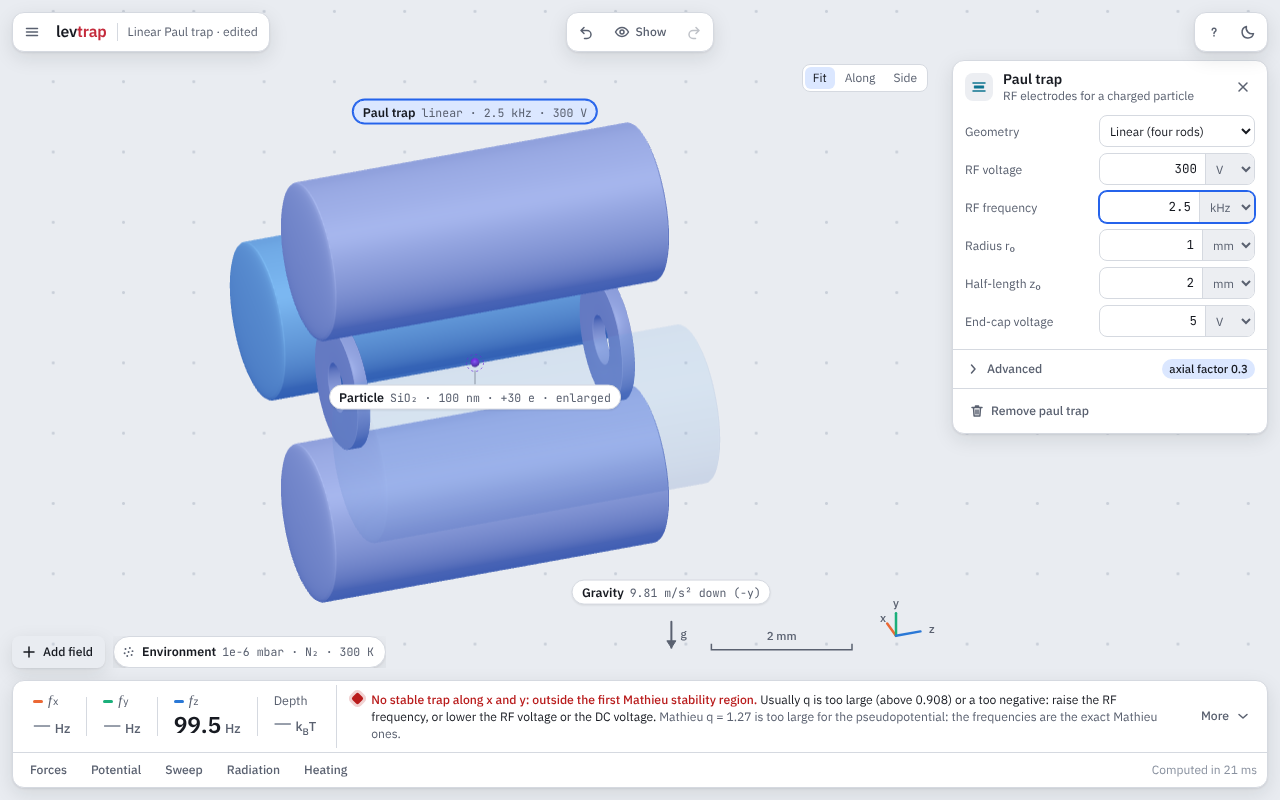 levtrap
Linear Paul trap · edited
Show
?
Fit Along Side
Paul trap linear · 2.5 kHz · 300 V
Paul trap
RF electrodes for a charged particle
Geometry Linear (four rods)
RF voltage 300 V
RF frequency 2.5 kHz
Radius r₀ 1 mm
Half-length z₀ 2 mm
End-cap voltage 5 V
Advanced axial factor 0.3
Remove paul trap
Particle SiO₂ · 100 nm · +30 e · enlarged
Gravity 9.81 m/s² down (-y)
g
2 mm
y
x
z
Add field
Environment 1e-6 mbar · N₂ · 300 K
fx
— Hz
fy
— Hz
fz
99.5 Hz
Depth
— kBT
No stable trap along x and y: outside the first Mathieu stability region. Usually q is too large (above 0.908) or a too negative: raise the RF
frequency, or lower the RF voltage or the DC voltage. Mathieu q = 1.27 is too large for the pseudopotential: the frequencies are the exact Mathieu
ones.
More
Forces Potential Sweep Radiation Heating
Computed in 21 ms